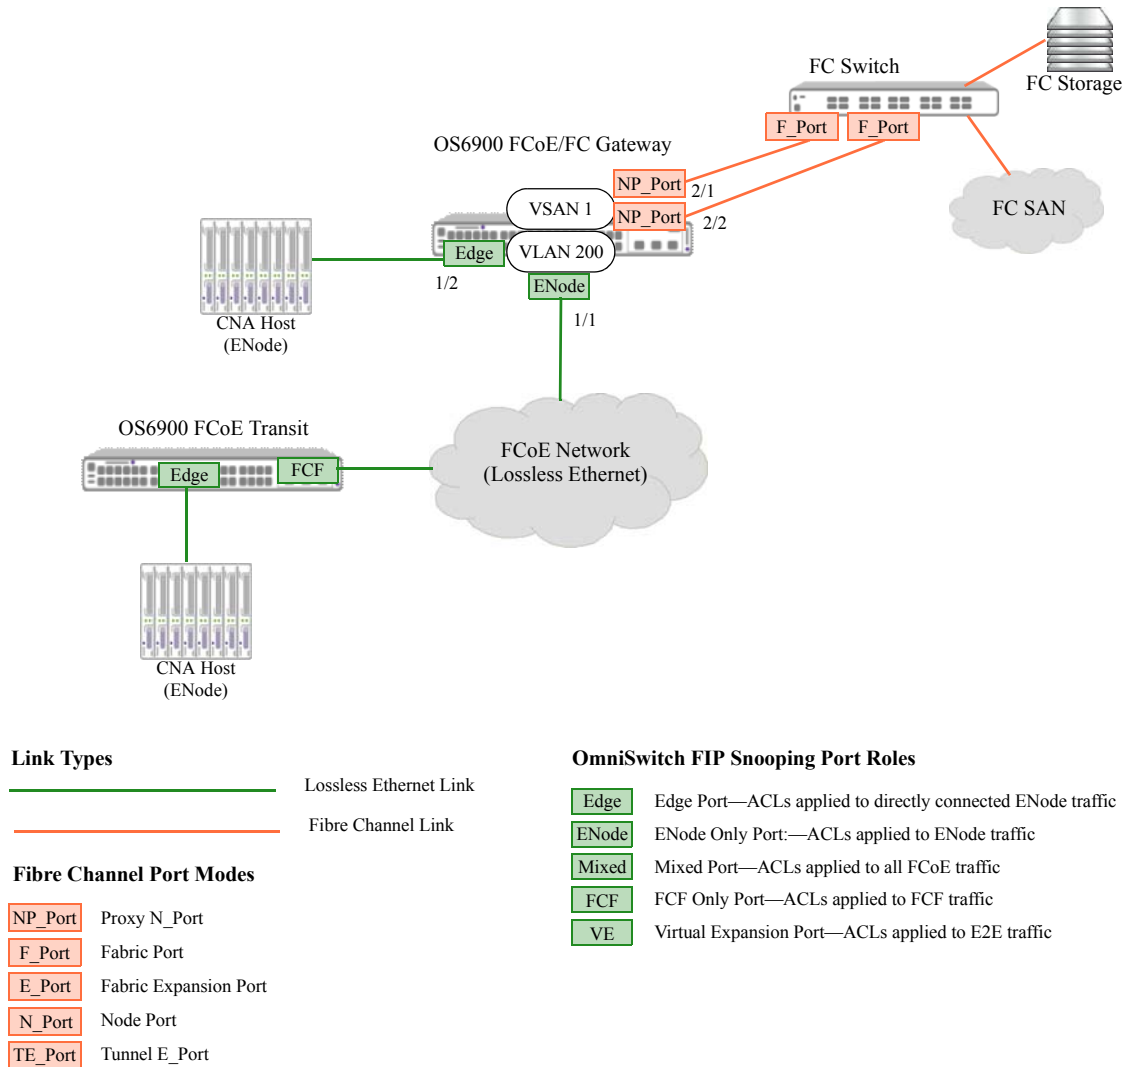 FC Switch
FC Storage
F_Port
F_Port
OS6900 FCoE/FC Gateway
NP_Port
2/1
VSAN 1
NP_Port
2/2
FC SAN
Edge
VLAN 200
1/2
ENode
1/1
CNA Host
(ENode)
OS6900 FCoE Transit
Edge
FCF
FCoE Network
(Lossless Ethernet)
CNA Host
(ENode)
Link Types
Lossless Ethernet Link
Fibre Channel Link
Fibre Channel Port Modes
NP_Port Proxy N_Port
F_Port Fabric Port
E_Port Fabric Expansion Port
N_Port Node Port
TE_Port Tunnel E_Port
OmniSwitch FIP Snooping Port Roles
Edge Edge Port—ACLs applied to directly connected ENode traffic
ENode ENode Only Port:—ACLs applied to ENode traffic
Mixed Mixed Port—ACLs applied to all FCoE traffic
FCF FCF Only Port—ACLs applied to FCF traffic
VE Virtual Expansion Port—ACLs applied to E2E traffic